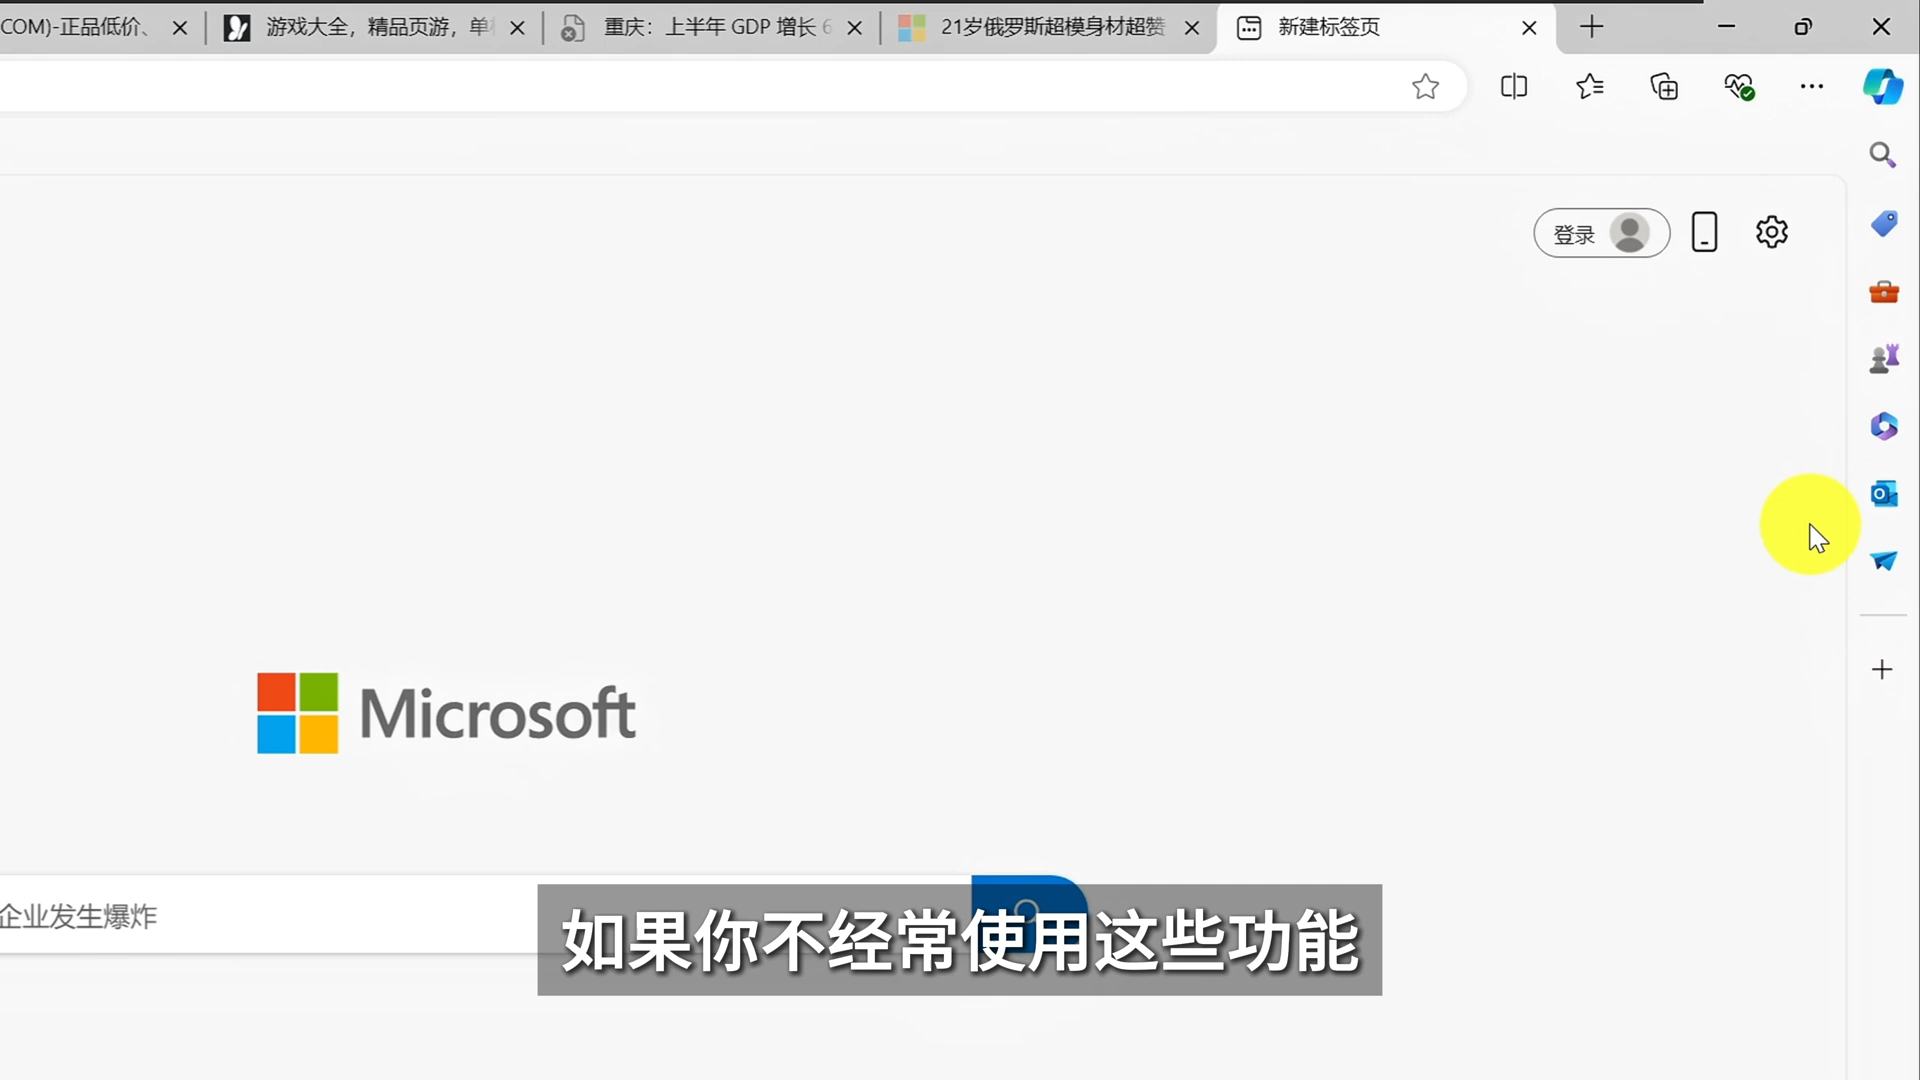 COM)-正品低价、
游戏大全，精品页游，单
重庆：上半年 GDP 增长 6
21岁俄罗斯超模身材超赞
新建标签页
登录
Microsoft
企业发生爆炸
如果你不经常使用这些功能